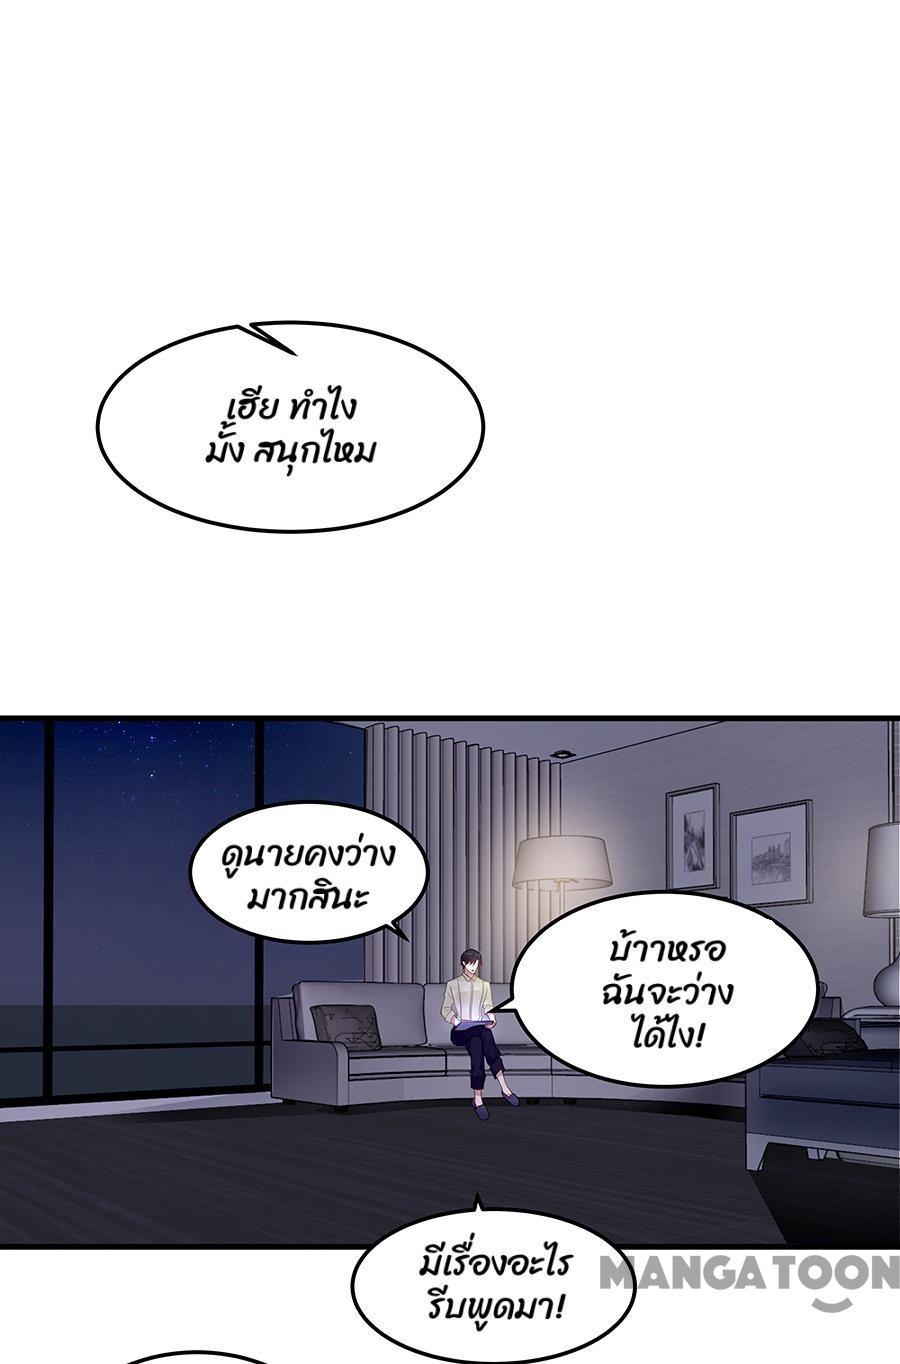 เฮีย ทำไง
มั้ง สนุกไหม
ดูนายคงว่าง
มากสินะ
บ้าาหรอ
ฉันจะว่าง
ได้ไง!
มีเรื่องอะไร
รีบพูดมา!
MANGATOON